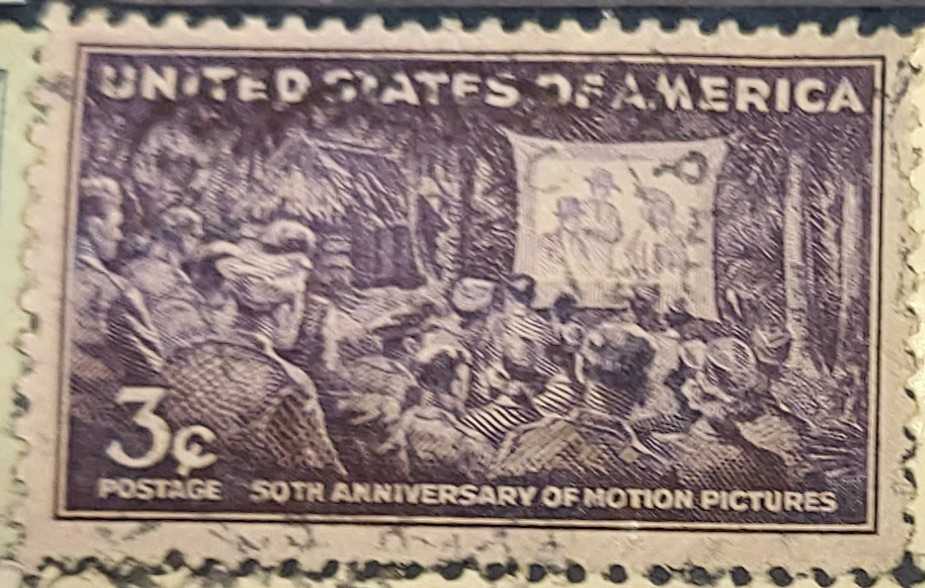 UNITED STATES OF AMERICA
3¢
POSTAGE 50TH ANNIVERSARY OF MOTION PICTURES